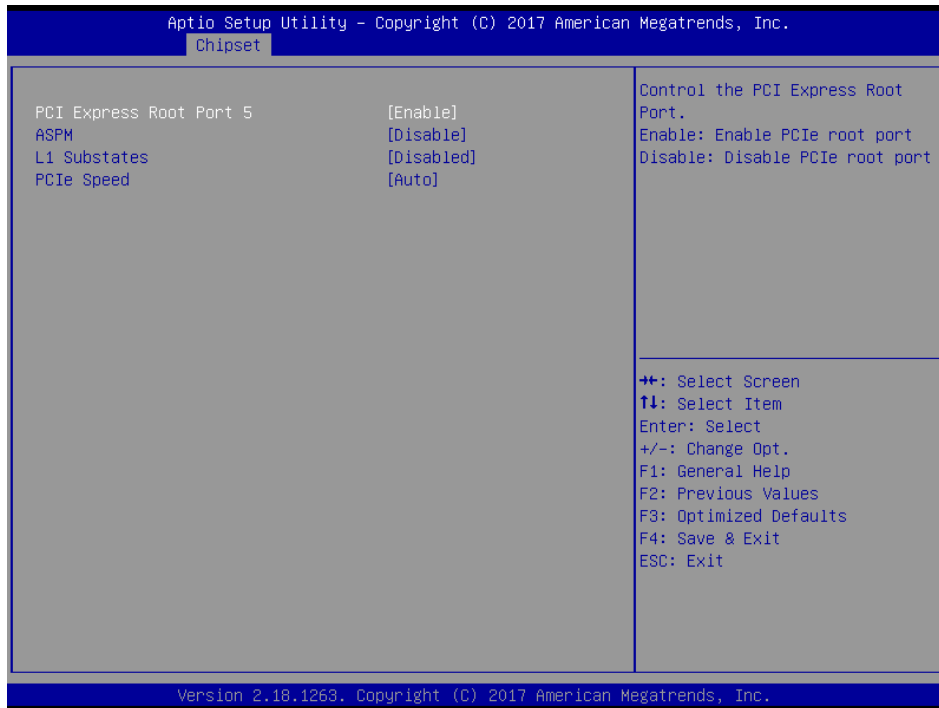 Aptio Setup Utility – Copyright (C) 2017 American Megatrends, Inc.
Chipset
PCI Express Root Port 5 [Enable]
ASPM [Disable]
L1 Substates [Disabled]
PCIe Speed [Auto]
Control the PCI Express Root
Port.
Enable: Enable PCIe root port
Disable: Disable PCIe root port
→←: Select Screen
↑↓: Select Item
Enter: Select
+/-: Change Opt.
F1: General Help
F2: Previous Values
F3: Optimized Defaults
F4: Save & Exit
ESC: Exit
Version 2.18.1263. Copyright (C) 2017 American Megatrends, Inc.